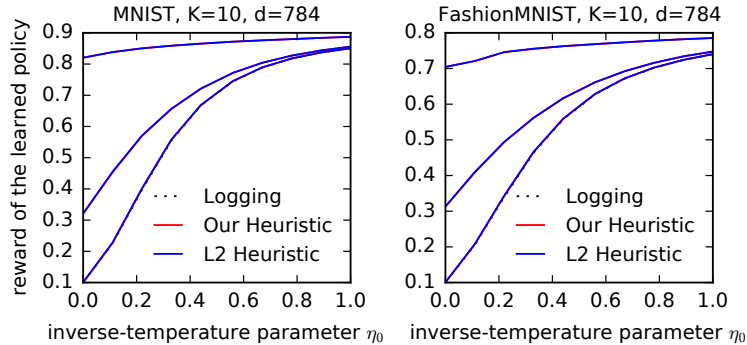 MNIST, K=10, d=784
reward of the learned policy
0.9
0.8
0.7
0.6
0.5
0.4
0.3
0.2
0.1
Logging
Our Heuristic
L2 Heuristic
0.0 0.2 0.4 0.6 0.8 1.0
inverse-temperature parameter η0
FashionMNIST, K=10, d=784
0.8
0.7
0.6
0.5
0.4
0.3
0.2
0.1
Logging
Our Heuristic
L2 Heuristic
0.0 0.2 0.4 0.6 0.8 1.0
inverse-temperature parameter η0